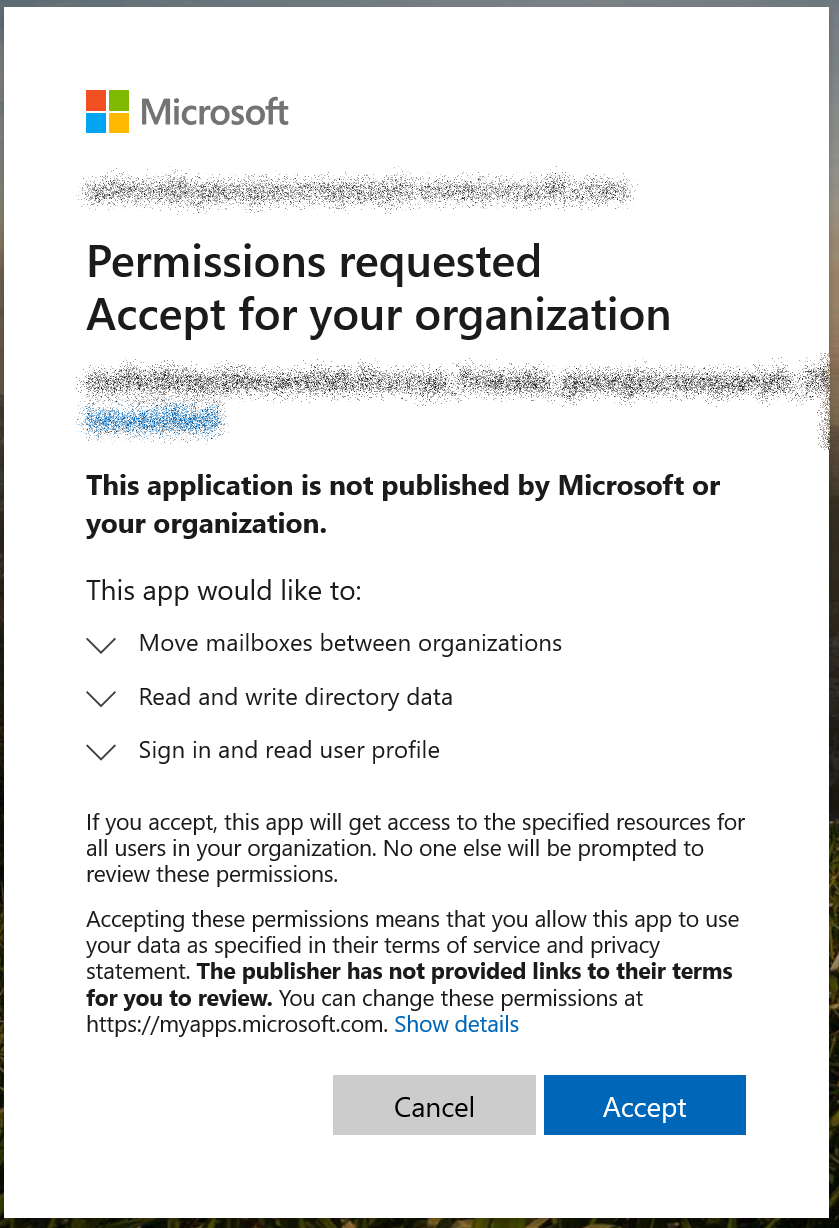 Microsoft
Permissions requested
Accept for your organization
This application is not published by Microsoft or
your organization.
This app would like to:
Move mailboxes between organizations
Read and write directory data
Sign in and read user profile
If you accept, this app will get access to the specified resources for
all users in your organization. No one else will be prompted to
review these permissions.
Accepting these permissions means that you allow this app to use
your data as specified in their terms of service and privacy
statement. The publisher has not provided links to their terms
for you to review. You can change these permissions at
https://myapps.microsoft.com. Show details
Cancel Accept